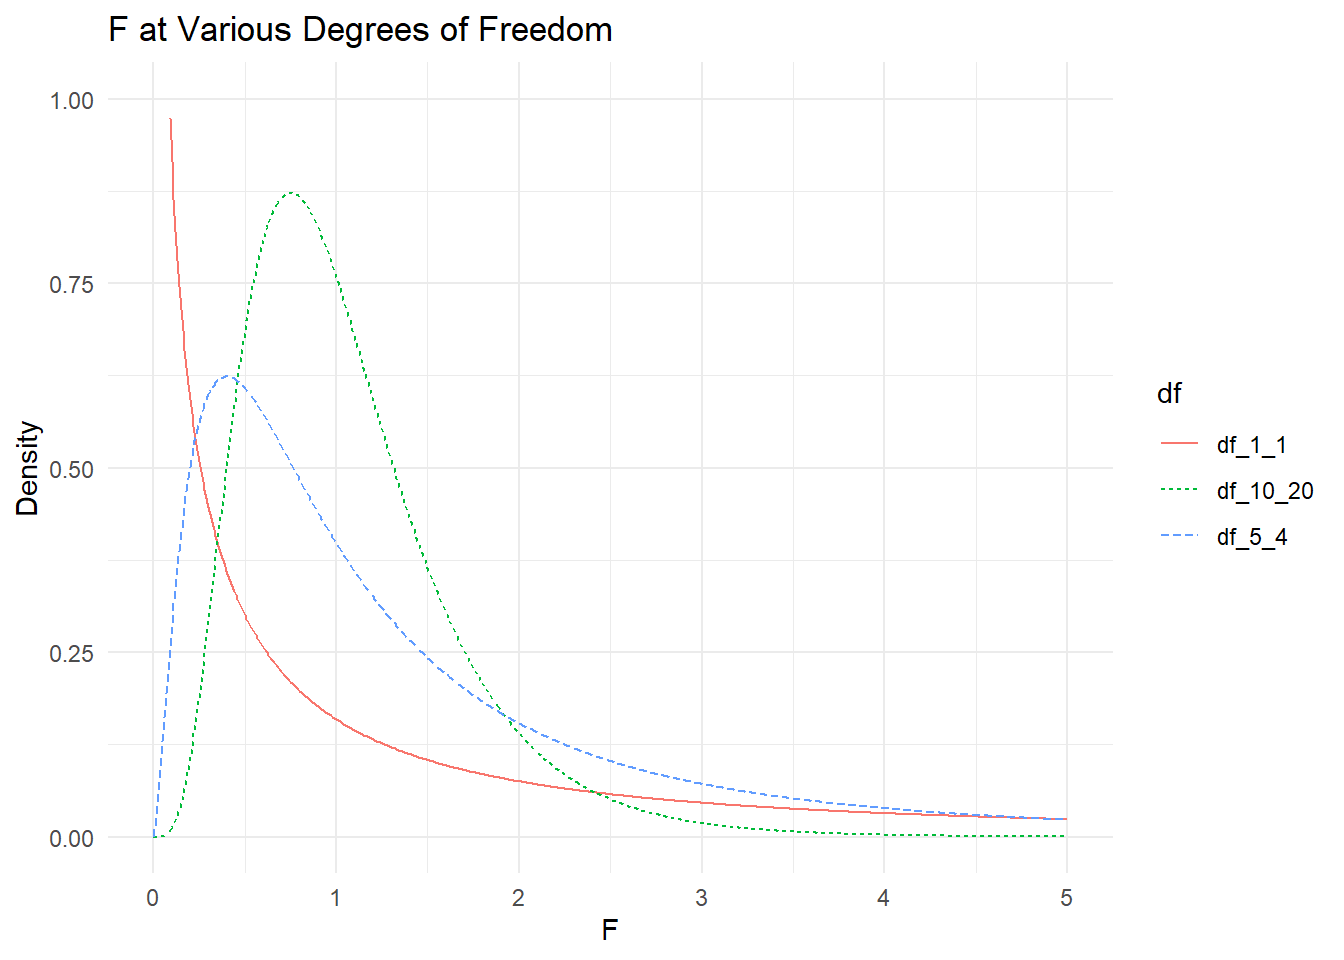 F at Various Degrees of Freedom
1.00
0.75
0.50
0.25
0.00
Density
0 1 2 3 4 5
F
df
df_1_1
df_10_20
df_5_4